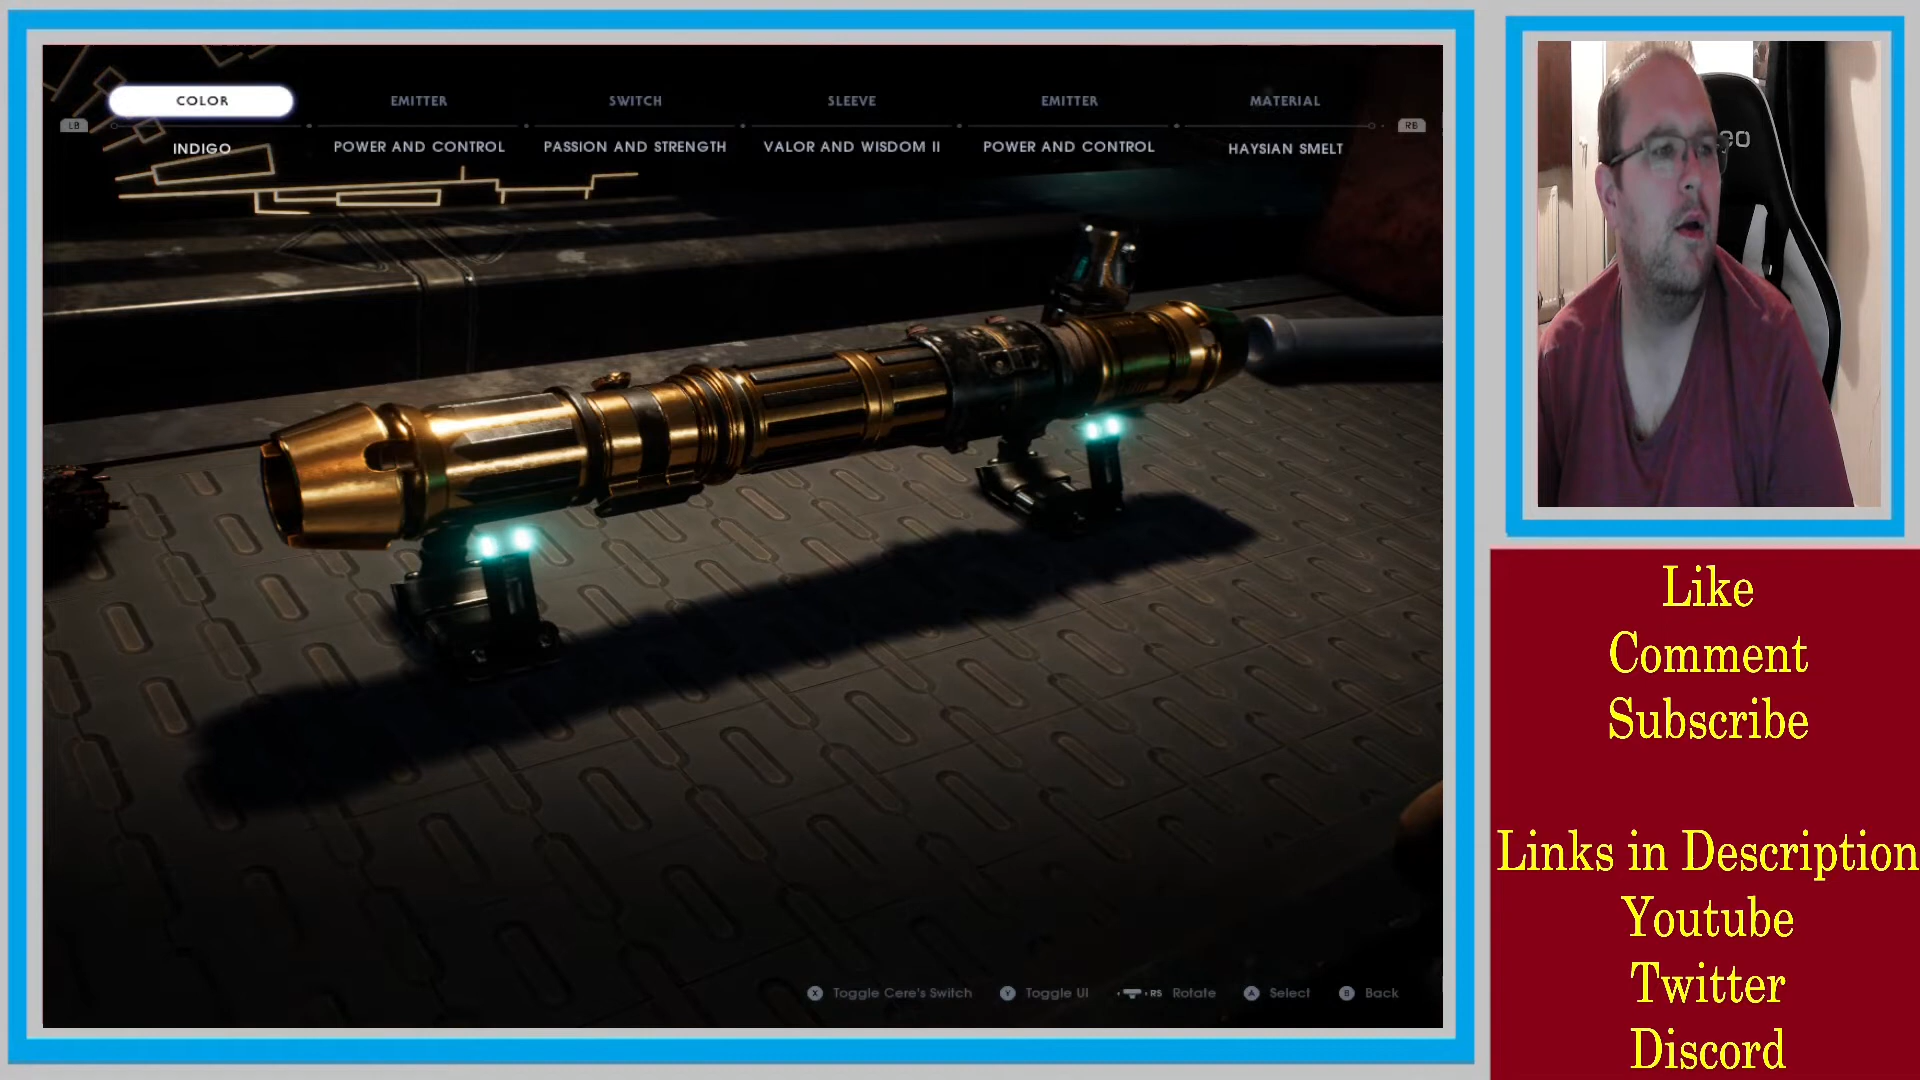 COLOR EMITTER SWITCH SLEEVE EMITTER MATERIAL
LB RB
INDIGO POWER AND CONTROL PASSION AND STRENGTH VALOR AND WISDOM II POWER AND CONTROL HAYSIAN SMELT
X Toggle Cere's Switch Y Toggle UI RS Rotate A Select B Back
Like
Comment
Subscribe
Links in Description
Youtube
Twitter
Discord